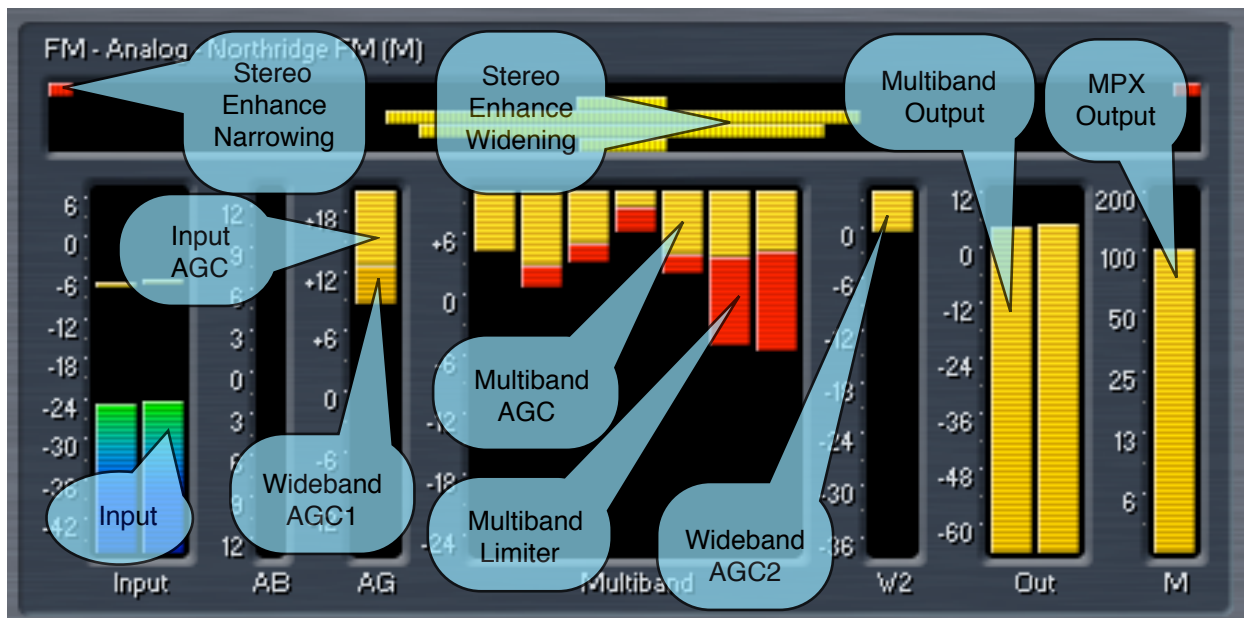 FM - Analog - Northridge FM (M)
Stereo
Enhance
Narrowing
Stereo
Enhance
Widening
Multiband
Output
MPX
Output
Input
AGC
Multiband
AGC
Wideband
AGC1
Multiband
Limiter
Wideband
AGC2
Input
6
0
-6
-12
-18
-24
-30
-36
-42
12
9
6
3
0
3
6
9
12
+18
+12
+6
0
-6
+6
0
-6
-12
-18
-24
0
-6
-12
-18
-24
-30
-36
12
0
-12
-24
-36
-48
-60
200
100
50
25
13
6
Input
AB
AG
Multiband
W2
Out
M